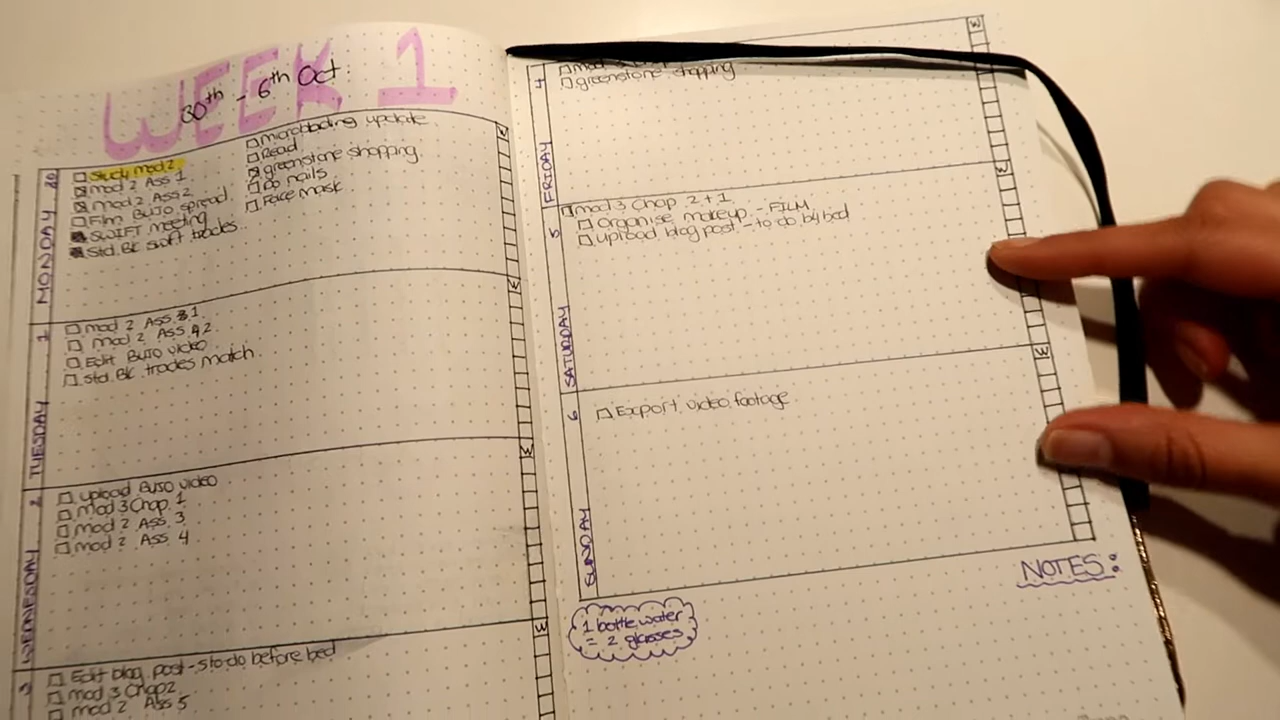 WEEK 1
30th - 6th Oct.
MONDAY 30
Study mod 2
mod 2 Ass 1
mod 2 Ass 2
Film BUJO spread
SWIFT meeting
Std. BK swift trades
microblading update
Read
greenstone shopping
Do nails
Face mask
W
TUESDAY 1
mod 2 Ass 1
mod 2 Ass 2
Edit BUJO video
Std. BK trades match
W
WEDNESDAY 2
upload BUJO video
Mod 3 Chap. 1
mod 2 Ass. 3
mod 2 Ass 4
W
3
Edit blog post - 5 to do before bed
mod 3 Chap 2
mod 2 Ass 5
W
W
FRIDAY 4
greenstone shopping
W
SATURDAY 5
mod 3 Chap 2 + 1
Organise makeup - FILM
upload blog post - to do by bed
W
SUNDAY 6
Export video footage
W
NOTES:
1 bottle water
= 2 glasses